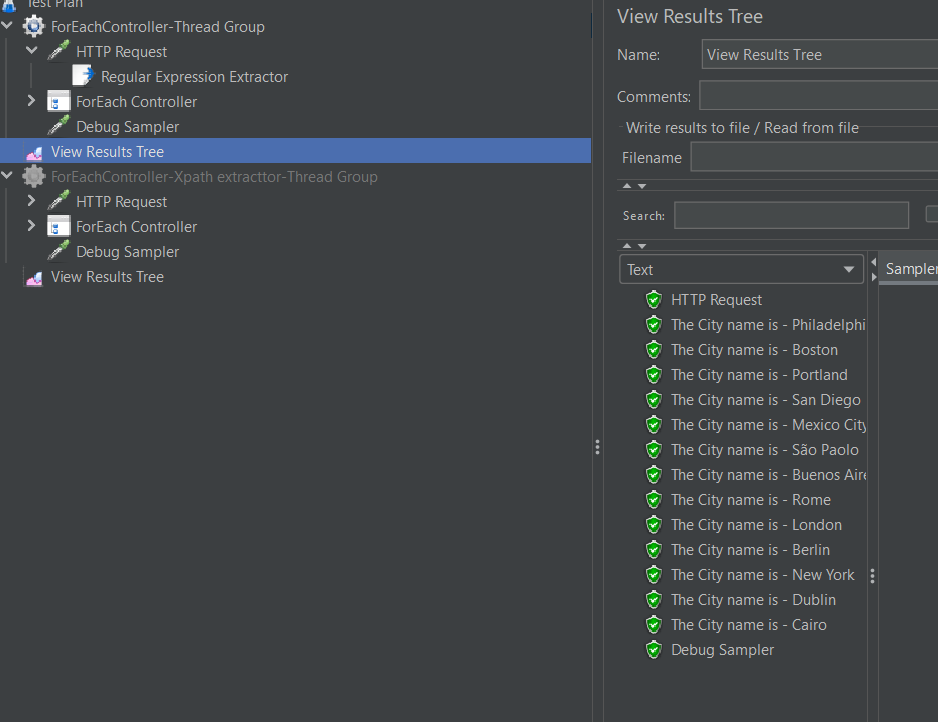 Test Plan
ForEachController-Thread Group
HTTP Request
Regular Expression Extractor
ForEach Controller
Debug Sampler
View Results Tree
ForEachController-Xpath extracttor-Thread Group
HTTP Request
ForEach Controller
Debug Sampler
View Results Tree
View Results Tree
Name: View Results Tree
Comments:
Write results to file / Read from file
Filename
Search:
Text
Sampler
HTTP Request
The City name is - Philadelphi
The City name is - Boston
The City name is - Portland
The City name is - San Diego
The City name is - Mexico City
The City name is - São Paolo
The City name is - Buenos Aire
The City name is - Rome
The City name is - London
The City name is - Berlin
The City name is - New York
The City name is - Dublin
The City name is - Cairo
Debug Sampler